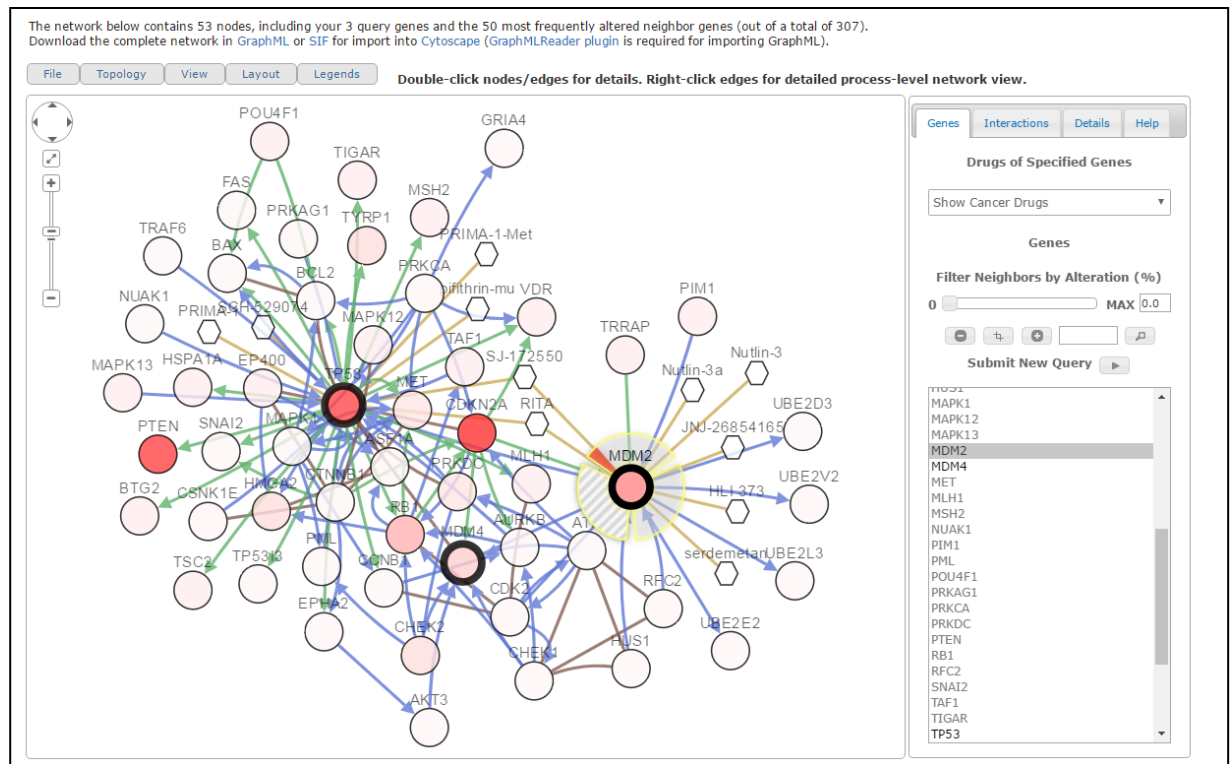 The network below contains 53 nodes, including your 3 query genes and the 50 most frequently altered neighbor genes (out of a total of 307).
Download the complete network in GraphML or SIF for import into Cytoscape (GraphMLReader plugin is required for importing GraphML).
File Topology View Layout Legends
Double-click nodes/edges for details. Right-click edges for detailed process-level network view.
POU4F1
GRIA4
TIGAR
FAS
MSH2
PRKAG1
TYRP1
TRAF6
PRIMA-1-Met
BAX
PRKCA
BCL2
pifithrin-mu
VDR
PIM1
NUAK1
PRIMA-1
SCH-529074
MAPK12
TRRAP
TAF1
SJ-172550
Nutlin-3
MAPK13
HSPA1A
EP400
Nutlin-3a
TP53
MET
CDKN2A
RITA
UBE2D3
PTEN
SNAI2
MAPK1
JNJ-26854165
ASF1A
MDM2
MLH1
PRKDC
CTNNB1
UBE2V2
BTG2
CSNK1E
HMGA2
HLI-373
RB1
AURKB
MDM4
PML
serdemetan
UBE2L3
TSC2
TP53I3
CCNB1
RFC2
CDK2
EPHA2
UBE2E2
CHEK2
HUS1
CHEK1
AKT3
Genes Interactions Details Help
Drugs of Specified Genes
Show Cancer Drugs
Genes
Filter Neighbors by Alteration (%)
0 MAX 0.0
Submit New Query
HUS1
MAPK1
MAPK12
MAPK13
MDM2
MDM4
MET
MLH1
MSH2
NUAK1
PIM1
PML
POU4F1
PRKAG1
PRKCA
PRKDC
PTEN
RB1
RFC2
SNAI2
TAF1
TIGAR
TP53